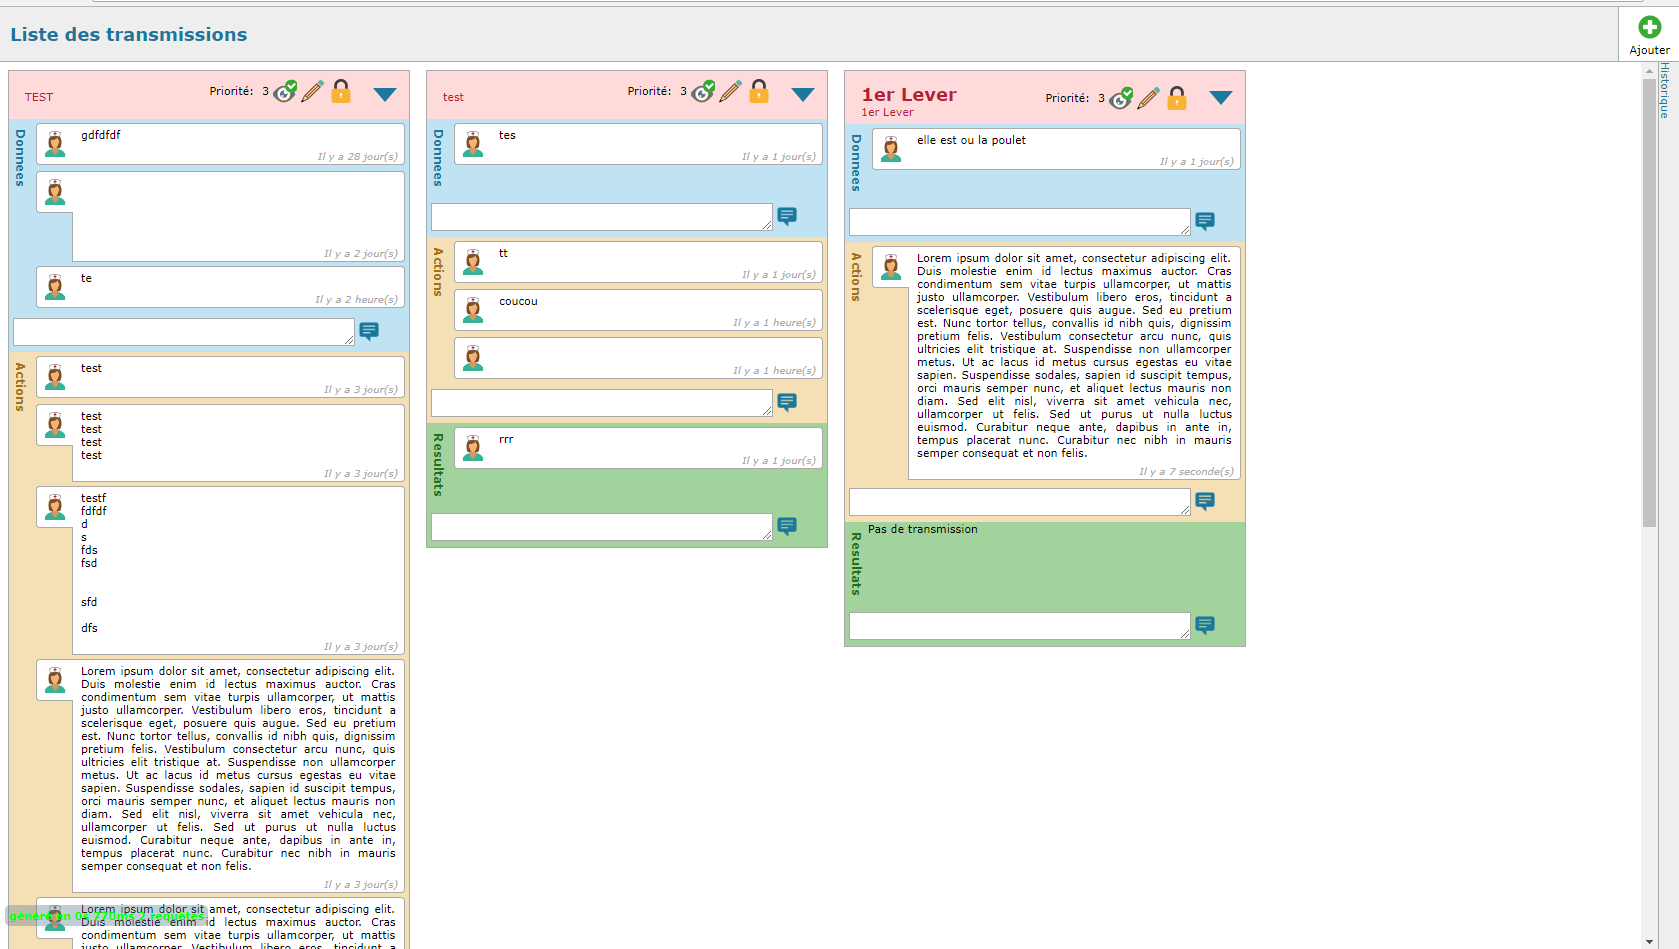 Liste des transmissions
Ajouter
Historique
TEST
Priorité: 3
Donnees
gdfdfdf
Il y a 28 jour(s)
Il y a 2 jour(s)
te
Il y a 2 heure(s)
Actions
test
Il y a 3 jour(s)
test
test
test
test
Il y a 3 jour(s)
testf
fdfdf
d
s
fds
fsd
sfd
dfs
Il y a 3 jour(s)
Lorem ipsum dolor sit amet, consectetur adipiscing elit.
Duis molestie enim id lectus maximus auctor. Cras
condimentum sem vitae turpis ullamcorper, ut mattis
justo ullamcorper. Vestibulum libero eros, tincidunt a
scelerisque eget, posuere quis augue. Sed eu pretium
est. Nunc tortor tellus, convallis id nibh quis, dignissim
pretium felis. Vestibulum consectetur arcu nunc, quis
ultricies elit tristique at. Suspendisse non ullamcorper
metus. Ut ac lacus id metus cursus egestas eu vitae
sapien. Suspendisse sodales, sapien id suscipit tempus,
orci mauris semper nunc, et aliquet lectus mauris non
diam. Sed elit nisl, viverra sit amet vehicula nec,
ullamcorper ut felis. Sed ut purus ut nulla luctus
euismod. Curabitur neque ante, dapibus in ante in,
tempus placerat nunc. Curabitur nec nibh in mauris
semper consequat et non felis.
Il y a 3 jour(s)
Lorem ipsum dolor sit amet, consectetur adipiscing elit.
Duis molestie enim id lectus maximus auctor. Cras
condimentum sem vitae turpis ullamcorper, ut mattis
justo ullamcorper. Vestibulum libero eros, tincidunt a
généré en 0s 770ms 2 requêtes
test
Priorité: 3
Donnees
tes
Il y a 1 jour(s)
Actions
tt
Il y a 1 jour(s)
coucou
Il y a 1 heure(s)
Il y a 1 heure(s)
Resultats
rrr
Il y a 1 jour(s)
1er Lever
1er Lever
Priorité: 3
Donnees
elle est ou la poulet
Il y a 1 jour(s)
Actions
Lorem ipsum dolor sit amet, consectetur adipiscing elit.
Duis molestie enim id lectus maximus auctor. Cras
condimentum sem vitae turpis ullamcorper, ut mattis
justo ullamcorper. Vestibulum libero eros, tincidunt a
scelerisque eget, posuere quis augue. Sed eu pretium
est. Nunc tortor tellus, convallis id nibh quis, dignissim
pretium felis. Vestibulum consectetur arcu nunc, quis
ultricies elit tristique at. Suspendisse non ullamcorper
metus. Ut ac lacus id metus cursus egestas eu vitae
sapien. Suspendisse sodales, sapien id suscipit tempus,
orci mauris semper nunc, et aliquet lectus mauris non
diam. Sed elit nisl, viverra sit amet vehicula nec,
ullamcorper ut felis. Sed ut purus ut nulla luctus
euismod. Curabitur neque ante, dapibus in ante in,
tempus placerat nunc. Curabitur nec nibh in mauris
semper consequat et non felis.
Il y a 7 seconde(s)
Resultats
Pas de transmission